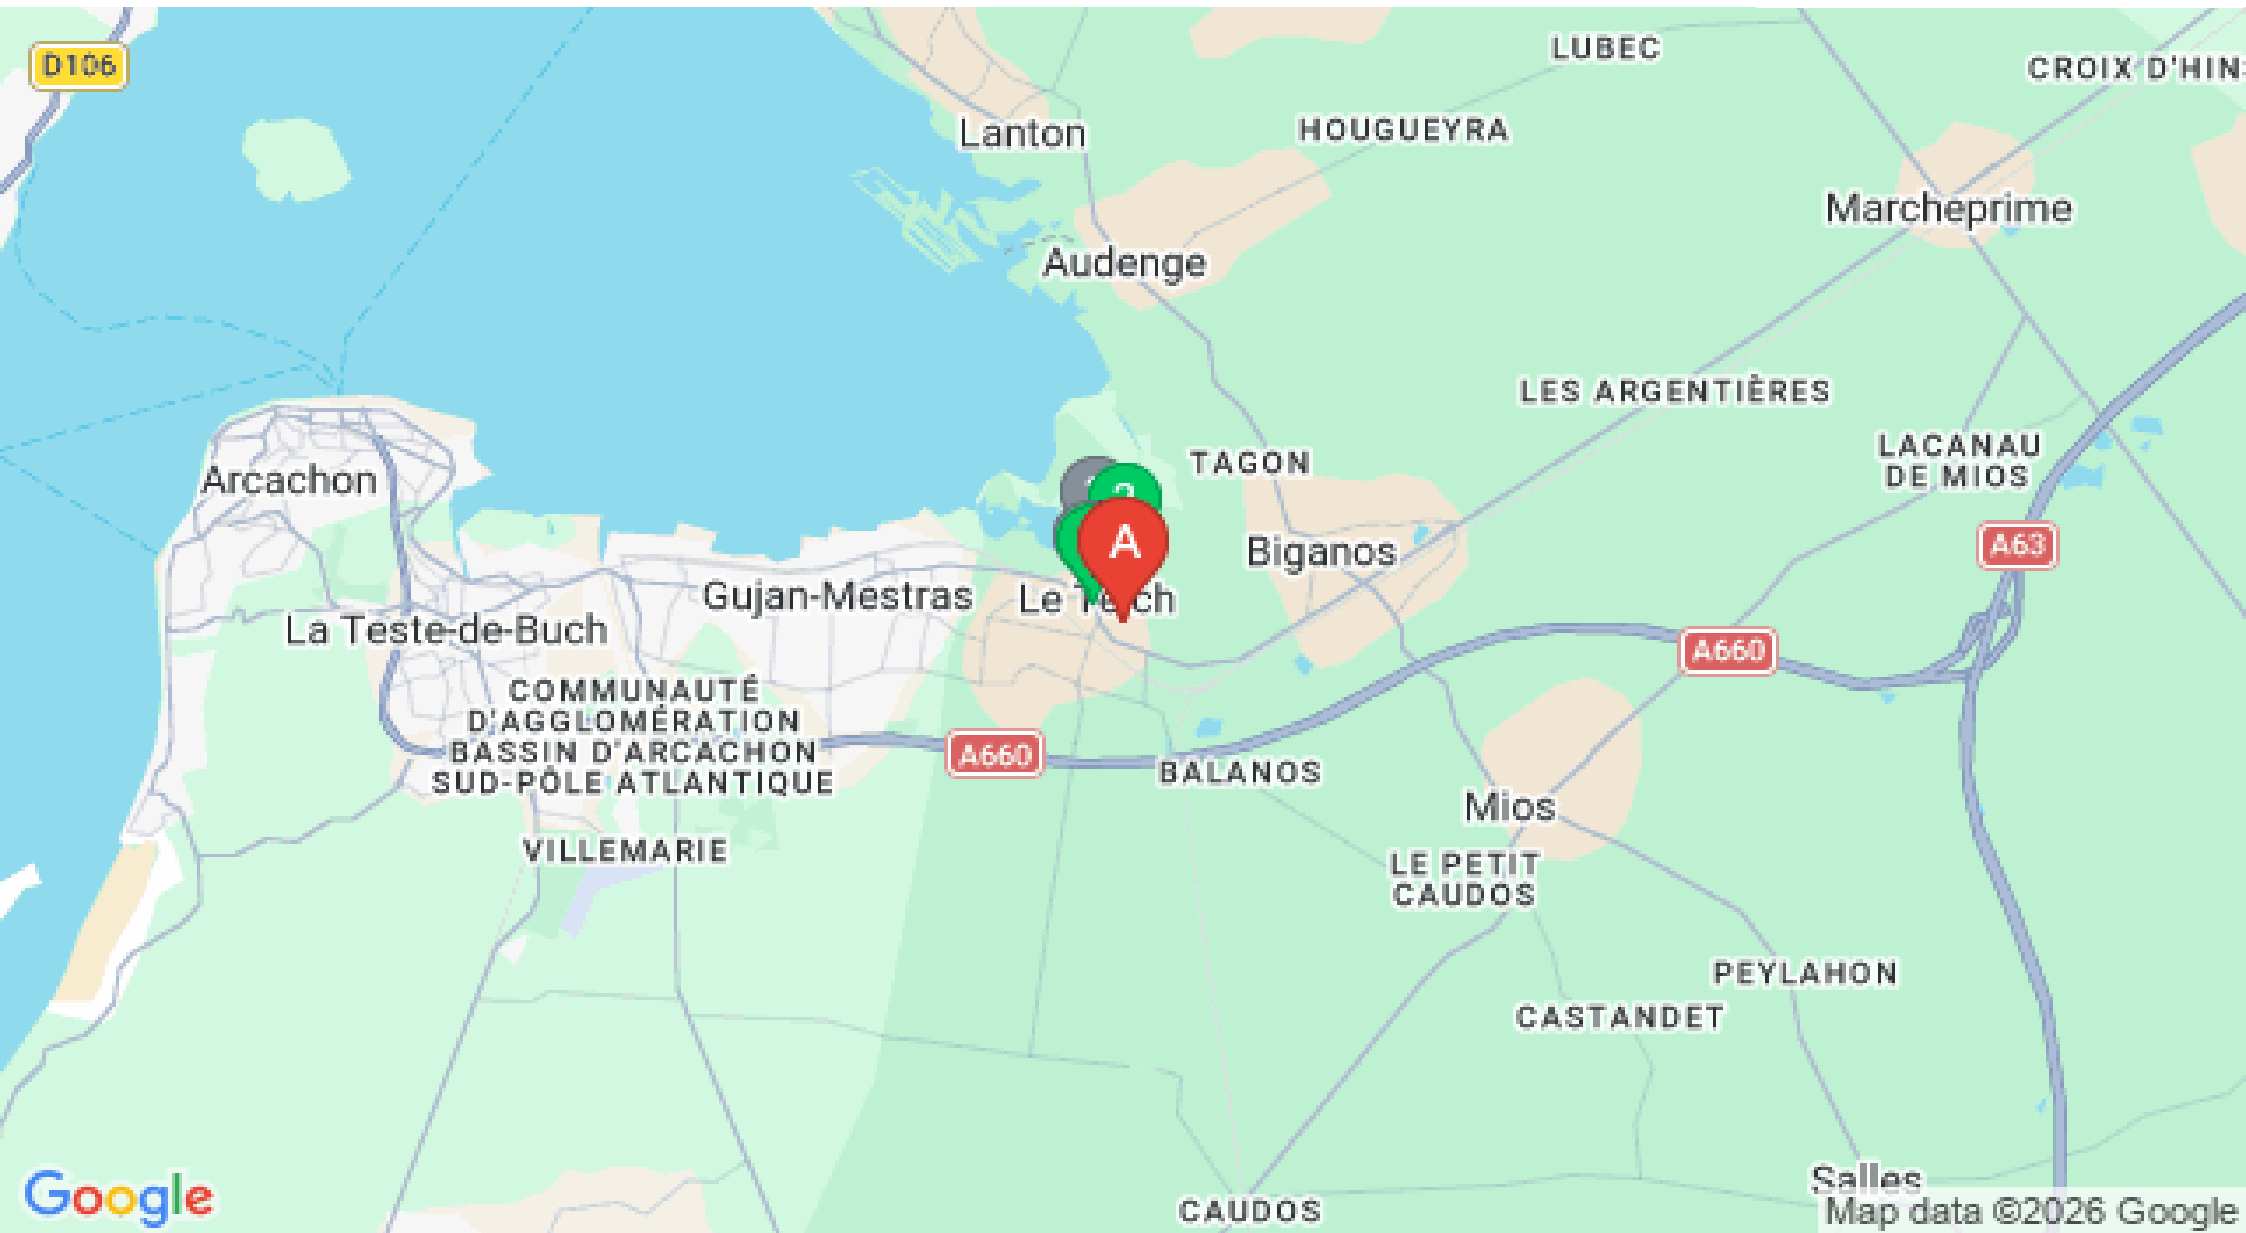 D106
LUBEC
CROIX D'HINS
Lanton
HOUGUEYRA
Marcheprime
Audenge
LES ARGENTIÈRES
TAGON
LACANAU
DE MIOS
Arcachon
A
Biganos
A63
Gujan-Mestras
Le Teich
La Teste-de-Buch
A660
COMMUNAUTÉ
D'AGGLOMÉRATION
BASSIN D'ARCACHON
SUD-PÔLE ATLANTIQUE
A660
BALANOS
Mios
VILLEMARIE
LE PETIT
CAUDOS
PEYLAHON
CASTANDET
Salles
Google
CAUDOS
Map data ©2026 Google